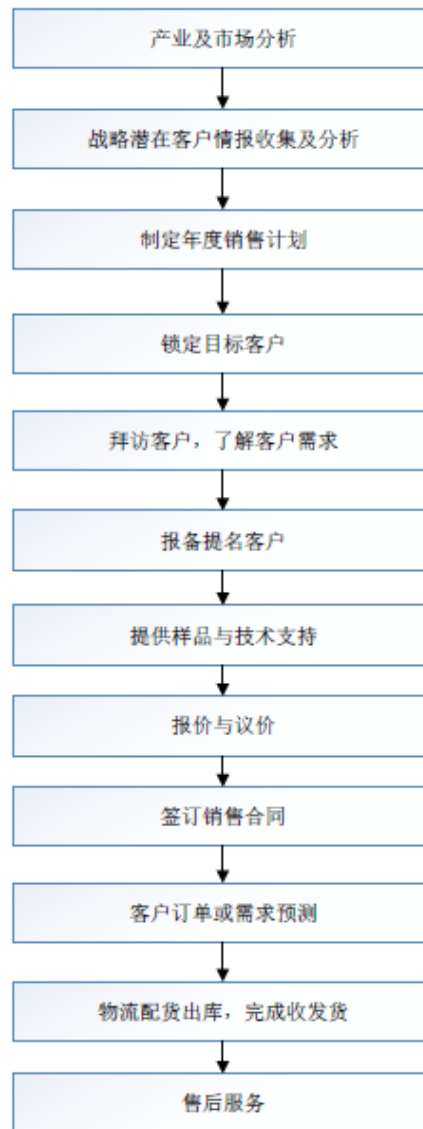 产业及市场分析
战略潜在客户情报收集及分析
制定年度销售计划
锁定目标客户
拜访客户，了解客户需求
报备提名客户
提供样品与技术支持
报价与议价
签订销售合同
客户订单或需求预测
物流配货出库，完成收发货
售后服务